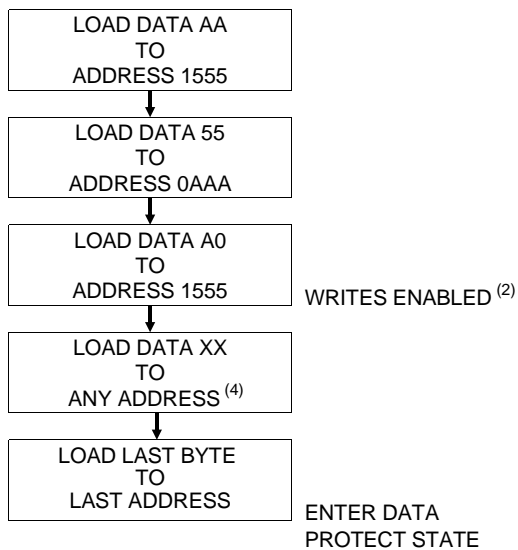 LOAD DATA AA
TO
ADDRESS 1555
LOAD DATA 55
TO
ADDRESS 0AAA
LOAD DATA A0
TO
ADDRESS 1555
WRITES ENABLED (2)
LOAD DATA XX
TO
ANY ADDRESS (4)
LOAD LAST BYTE
TO
LAST ADDRESS
ENTER DATA
PROTECT STATE